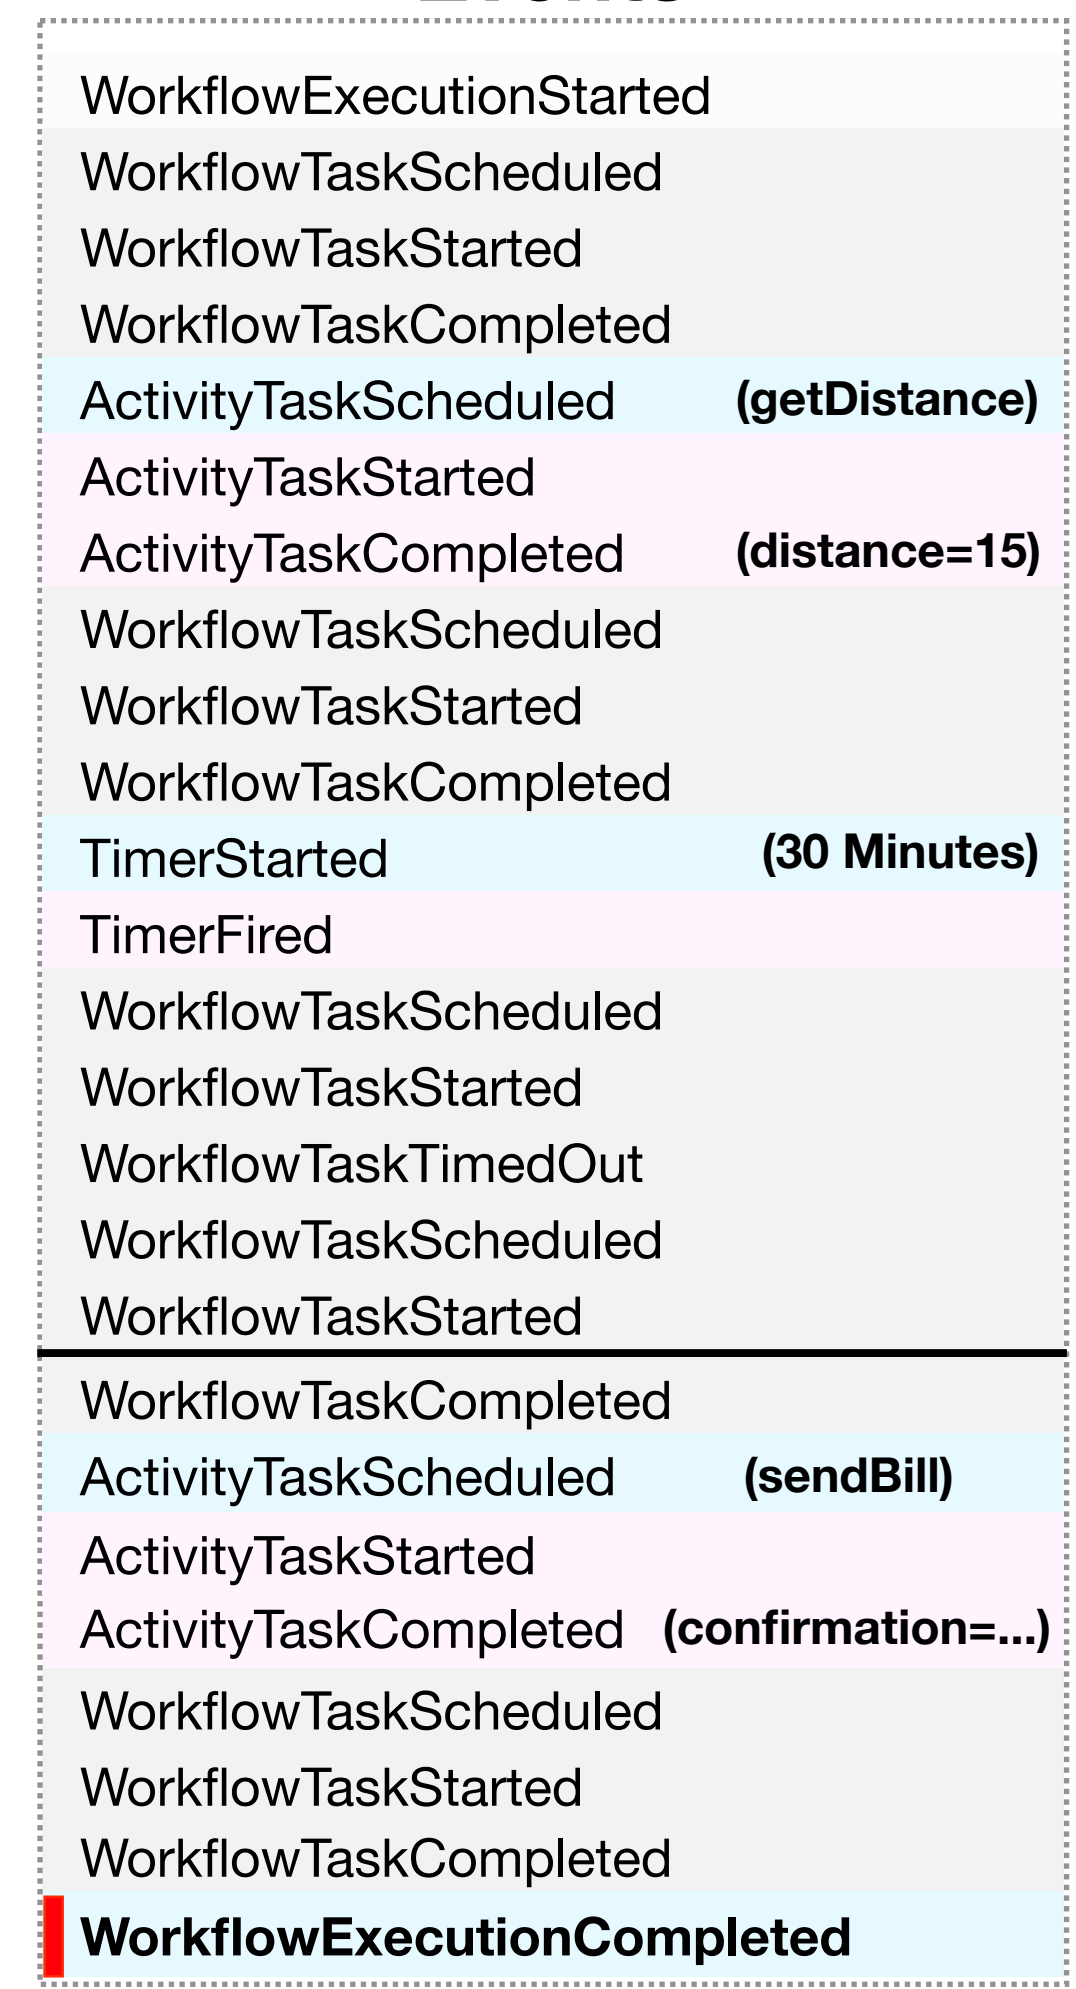 WorkflowExecutionStarted
WorkflowTaskScheduled
WorkflowTaskStarted
WorkflowTaskCompleted
ActivityTaskScheduled (getDistance)
ActivityTaskStarted
ActivityTaskCompleted (distance=15)
WorkflowTaskScheduled
WorkflowTaskStarted
WorkflowTaskCompleted
TimerStarted (30 Minutes)
TimerFired
WorkflowTaskScheduled
WorkflowTaskStarted
WorkflowTaskTimedOut
WorkflowTaskScheduled
WorkflowTaskStarted
WorkflowTaskCompleted
ActivityTaskScheduled (sendBill)
ActivityTaskStarted
ActivityTaskCompleted (confirmation=...)
WorkflowTaskScheduled
WorkflowTaskStarted
WorkflowTaskCompleted
WorkflowExecutionCompleted